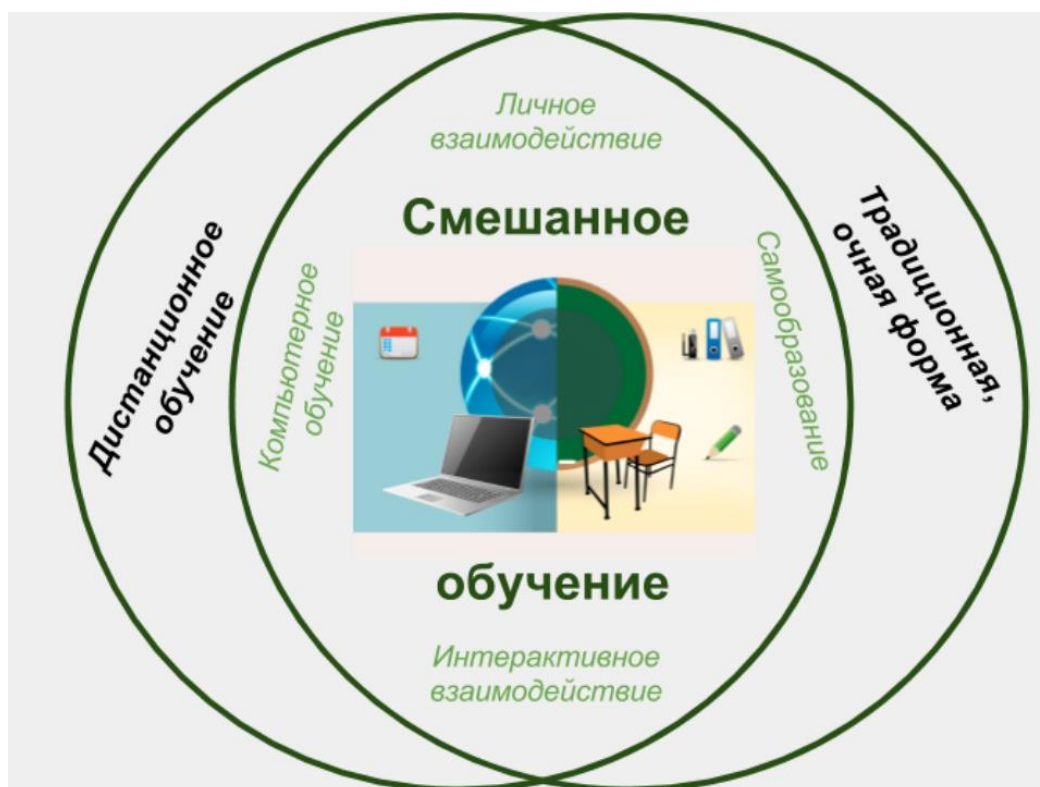 Личное
взаимодействие
Смешанное
Дистанционное
обучение
Компьютерное
обучение
Самообразование
Традиционная,
очная форма
обучение
Интерактивное
взаимодействие